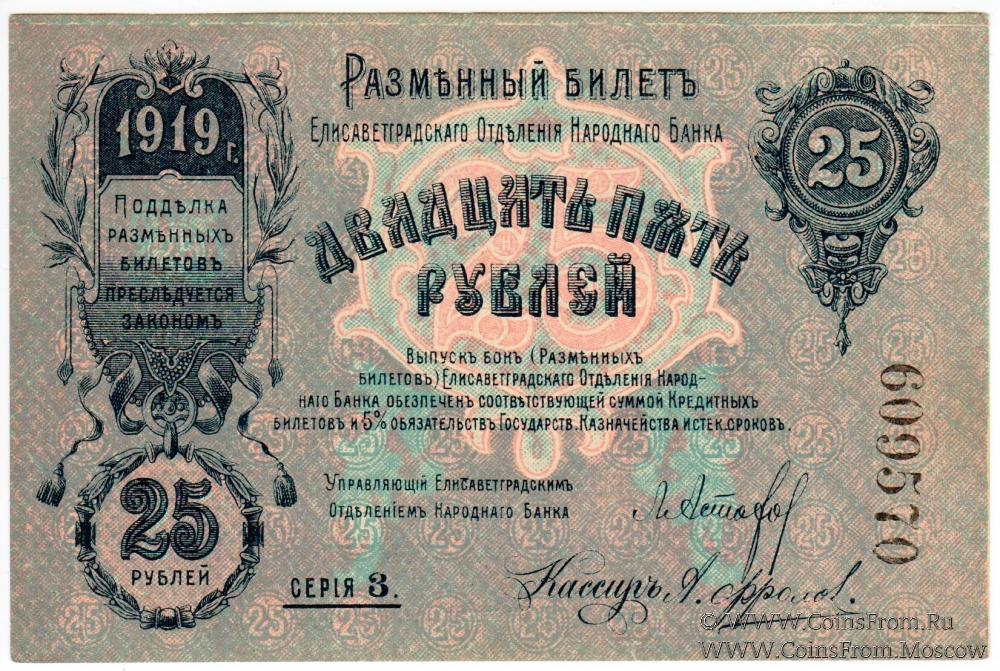 1919 г.
Поддѣлка
размѣнныхъ
билетовъ
преслѣдуется
закономъ
25
рублей
Размѣнный билетъ
Елисаветградскаго Отдѣленія Народнаго Банка
25
Двадцать пять
рублей
Выпускъ бонъ (Размѣнныхъ
билетовъ) Елисаветградскаго Отдѣленія Народ-
наго Банка обезпеченъ соотвѣтствующей суммой Кредитныхъ
билетовъ и 5% обязательствъ Государств. Казначейства и стек. сроковъ.
Управляющій Елисаветградскимъ
Отдѣленіемъ Народнаго Банка
Серія З.
Кассиръ А. Фролов
609570
©WWW.CoinsFrom.Ru
WWW.CoinsFrom.Moscow